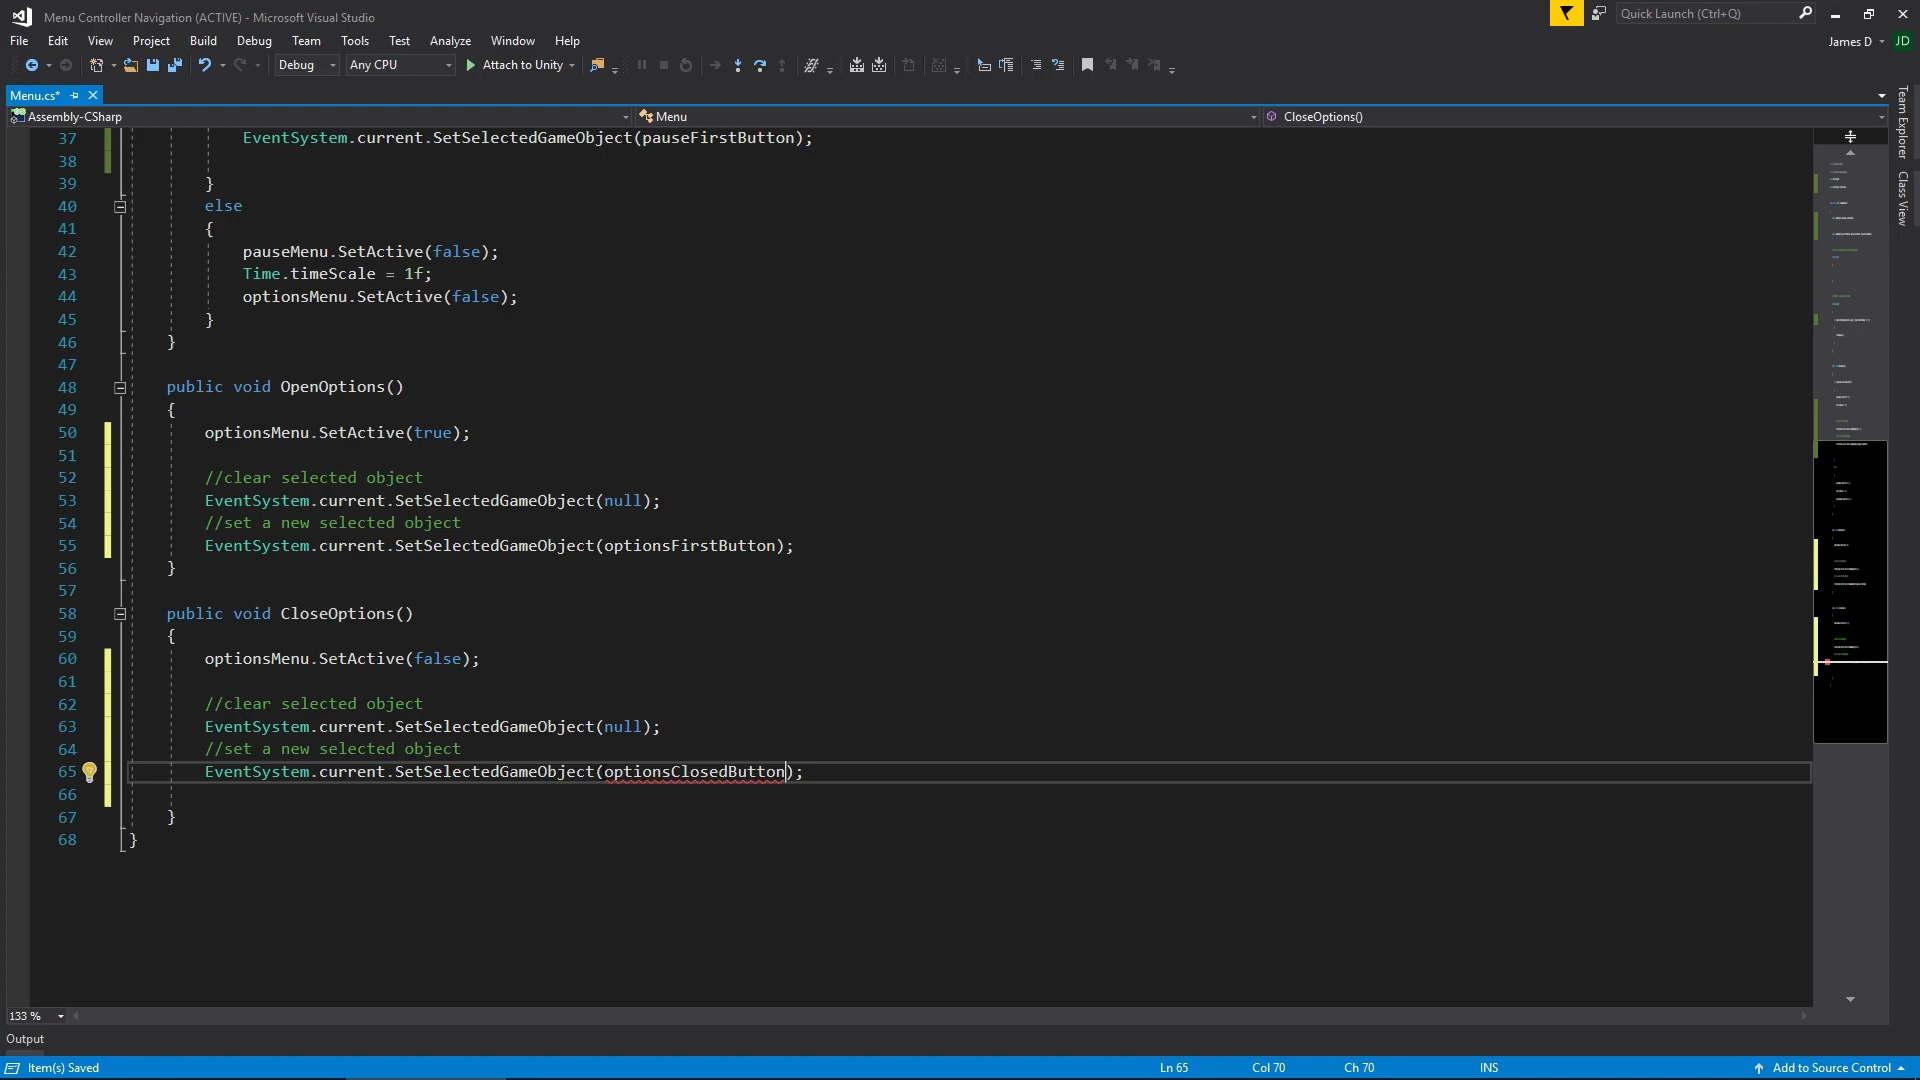 Menu Controller Navigation (ACTIVE) - Microsoft Visual Studio
Quick Launch (Ctrl+Q)
File Edit View Project Build Debug Team Tools Test Analyze Window Help
James D JD
Debug Any CPU Attach to Unity
Menu.cs*
Assembly-CSharp Menu CloseOptions()
37 EventSystem.current.SetSelectedGameObject(pauseFirstButton);
38
39 }
40 else
41 {
42 pauseMenu.SetActive(false);
43 Time.timeScale = 1f;
44 optionsMenu.SetActive(false);
45 }
46 }
47
48 public void OpenOptions()
49 {
50 optionsMenu.SetActive(true);
51
52 //clear selected object
53 EventSystem.current.SetSelectedGameObject(null);
54 //set a new selected object
55 EventSystem.current.SetSelectedGameObject(optionsFirstButton);
56 }
57
58 public void CloseOptions()
59 {
60 optionsMenu.SetActive(false);
61
62 //clear selected object
63 EventSystem.current.SetSelectedGameObject(null);
64 //set a new selected object
65 EventSystem.current.SetSelectedGameObject(optionsClosedButton);
66
67 }
68 }
Team Explorer
Class View
133 %
Output
Item(s) Saved Ln 65 Col 70 Ch 70 INS Add to Source Control